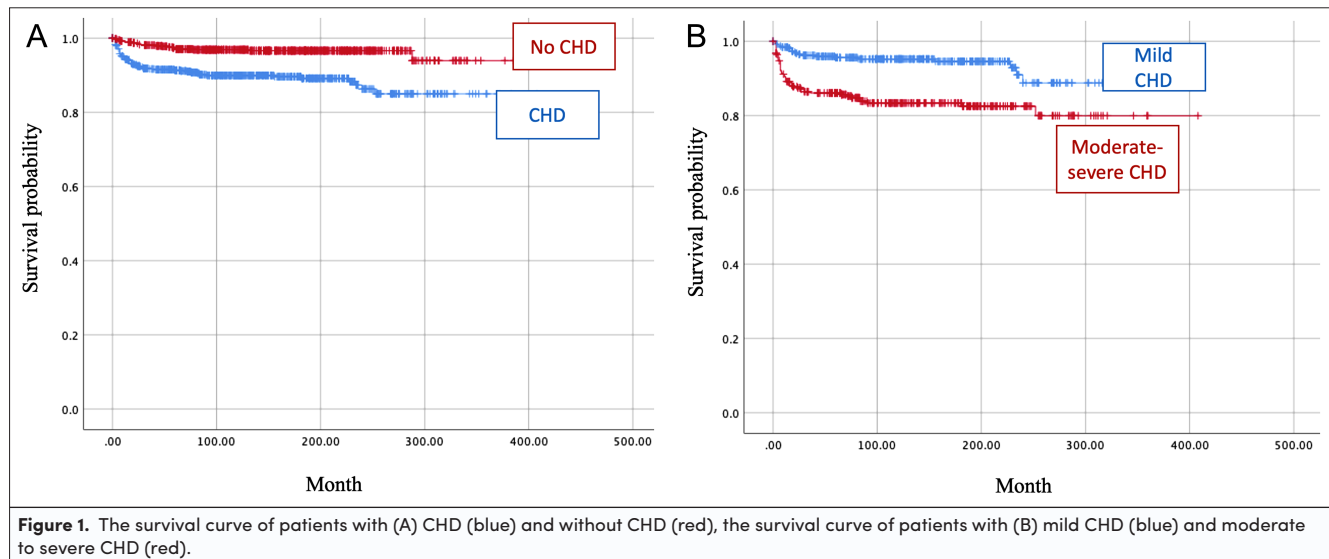 A
1.0
0.8
0.6
0.4
0.2
0.0
Survival probability
No CHD
CHD
.00
100.00
200.00
300.00
400.00
500.00
Month
B
1.0
0.8
0.6
0.4
0.2
0.0
Survival probability
Mild
CHD
Moderate-
severe CHD
.00
100.00
200.00
300.00
400.00
500.00
Month
Figure 1. The survival curve of patients with (A) CHD (blue) and without CHD (red), the survival curve of patients with (B) mild CHD (blue) and moderate
to severe CHD (red).